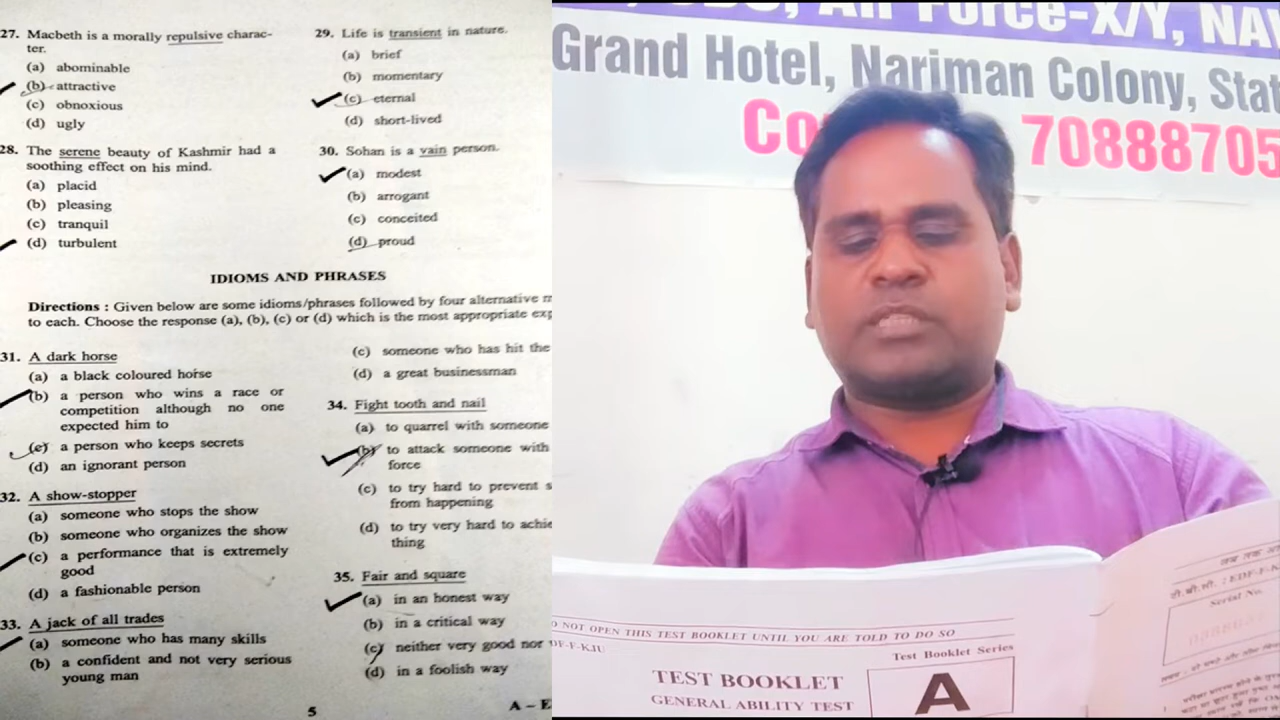 27. Macbeth is a morally repulsive charac-
ter.
(a) abominable
(b) attractive
(c) obnoxious
(d) ugly
28. The serene beauty of Kashmir had a
soothing effect on his mind.
(a) placid
(b) pleasing
(c) tranquil
(d) turbulent
29. Life is transient in nature.
(a) brief
(b) momentary
(c) eternal
(d) short-lived
30. Sohan is a vain person.
(a) modest
(b) arrogant
(c) conceited
(d) proud
IDIOMS AND PHRASES
Directions : Given below are some idioms/phrases followed by four alternative
to each. Choose the response (a), (b), (c) or (d) which is the most appropriate
31. A dark horse
(a) a black coloured horse
(b) a person who wins a race or
competition although no one
expected him to
(c) a person who keeps secrets
(d) an ignorant person
32. A show-stopper
(a) someone who stops the show
(b) someone who organizes the show
(c) a performance that is extremely
good
(d) a fashionable person
33. A jack of all trades
(a) someone who has many skills
(b) a confident and not very serious
young man
(c) someone who has hit the
(d) a great businessman
34. Fight tooth and nail
(a) to quarrel with someone
(b) to attack someone with
force
(c) to try hard to prevent
from happening
(d) to try very hard to
thing
35. Fair and square
(a) in an honest way
(b) in a critical way
(c) neither very good nor
(d) in a foolish way
5
A – E
Air Force-X/Y,
Grand Hotel, Nariman Colony,
70888705
NOT OPEN THIS TEST BOOKLET UNTIL YOU ARE TOLD TO DO SO
DF-F-KJU
Test Booklet Series
TEST BOOKLET
GENERAL ABILITY TEST
A
Serial No.